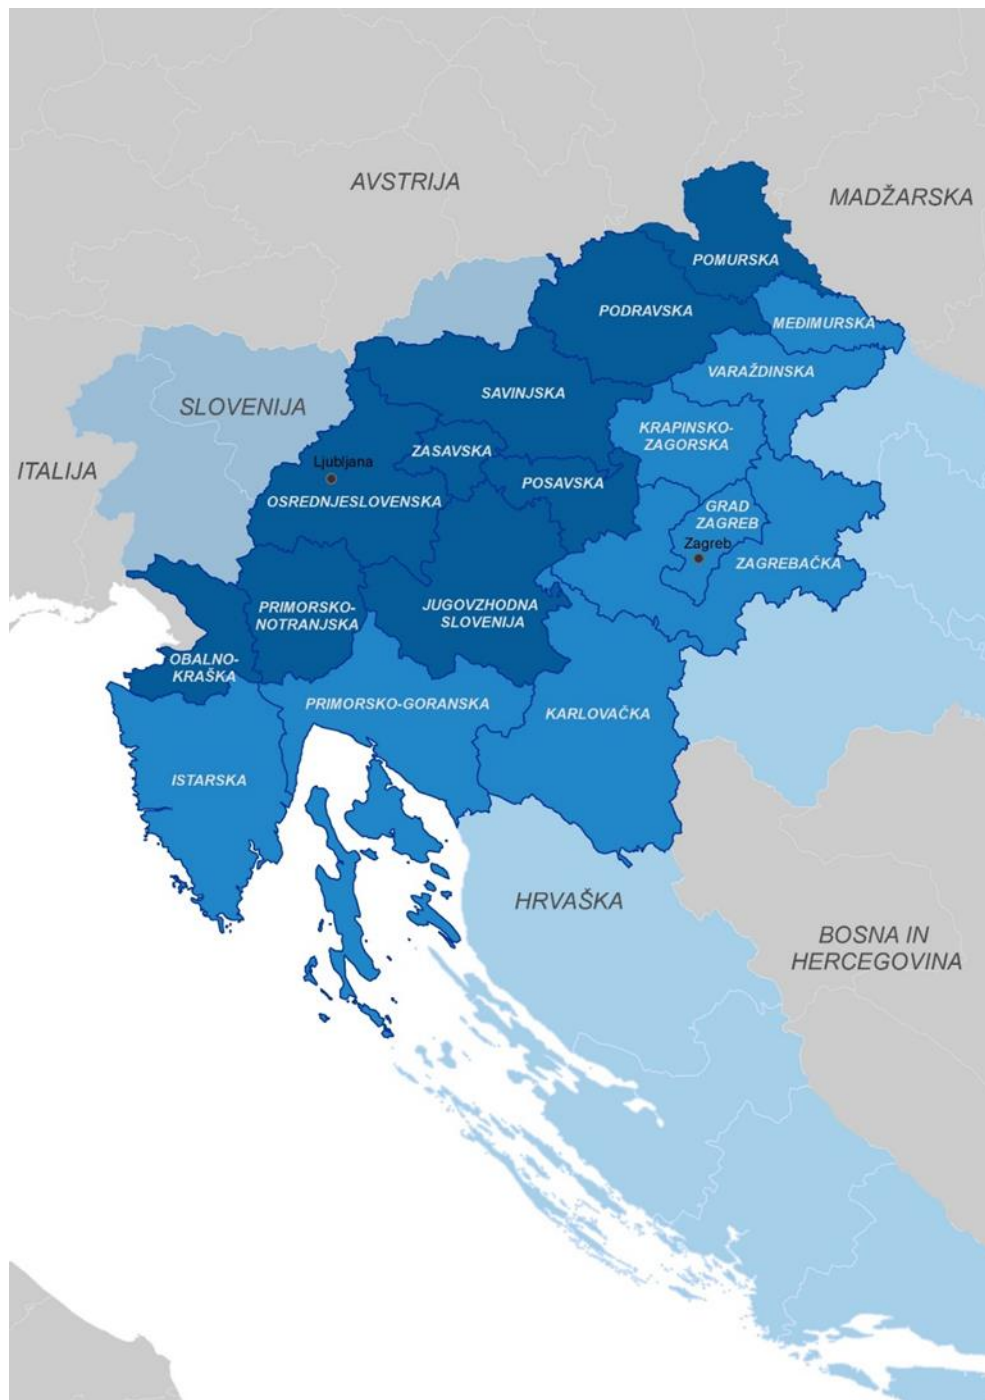 AVSTRIJA
MADŽARSKA
POMURSKA
PODRAVSKA
MEĐIMURSKA
VARAŽDINSKA
SAVINJSKA
SLOVENIJA
KRAPINSKO-
ZAGORSKA
ZASAVSKA
Ljubljana
ITALIJA
POSAVSKA
OSREDNJESLOVENSKA
GRAD
ZAGREB
Zagreb
ZAGREBAČKA
PRIMORSKO-
NOTRANJSKA
JUGOVZHODNA
SLOVENIJA
OBALNO-
KRAŠKA
PRIMORSKO-GORANSKA
KARLOVAČKA
ISTARSKA
HRVAŠKA
BOSNA IN
HERCEGOVINA